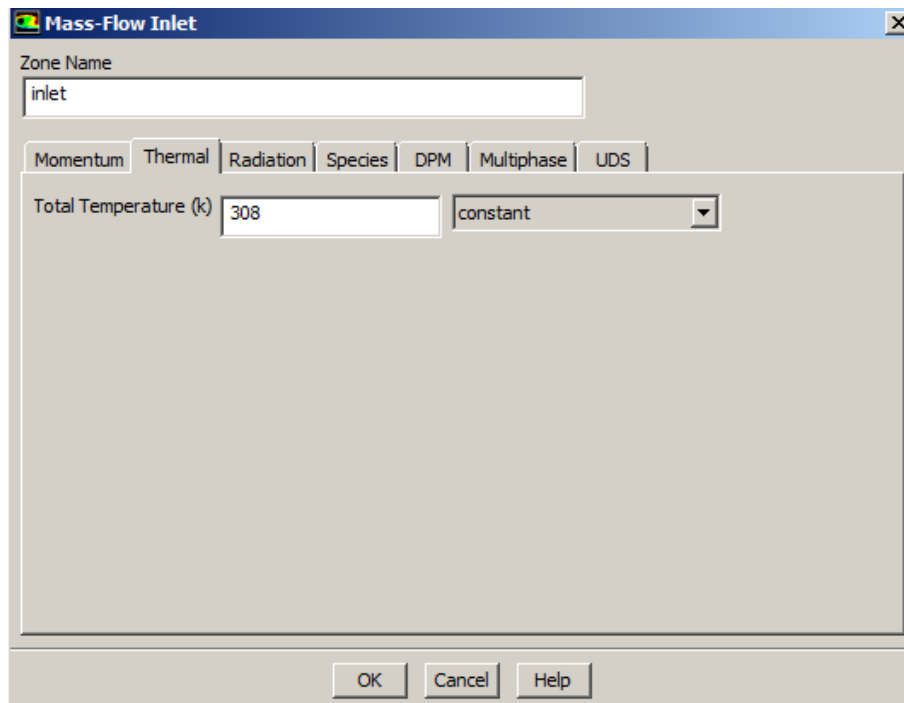 Mass-Flow Inlet
Zone Name
inlet
Momentum Thermal Radiation Species DPM Multiphase UDS
Total Temperature (k) 308 constant
OK Cancel Help